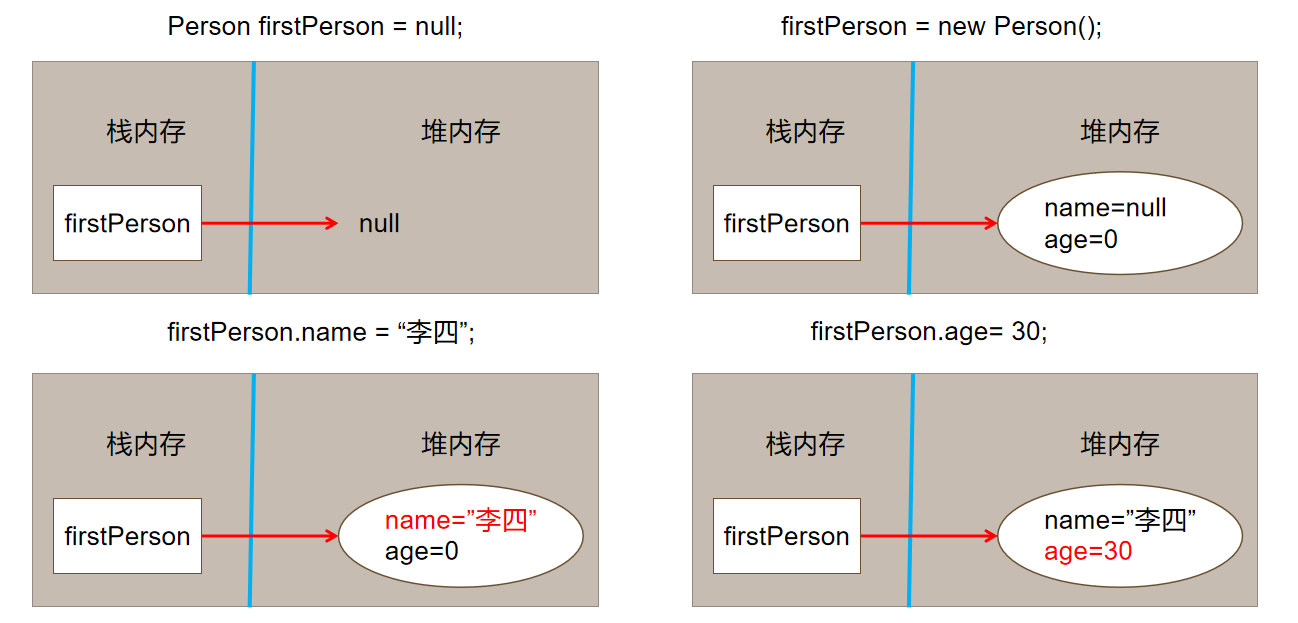 Person firstPerson = null;
栈内存
堆内存
firstPerson
null
firstPerson = new Person();
栈内存
堆内存
firstPerson
name=null
age=0
firstPerson.name = “李四”;
栈内存
堆内存
firstPerson
name=”李四”
age=0
firstPerson.age= 30;
栈内存
堆内存
firstPerson
name=”李四”
age=30